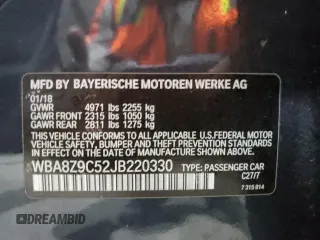 MFD BY BAYERISCHE MOTOREN WERKE AG
01/18
GVWR 4971 lbs 2255 kg
GAWR FRONT 2315 lbs 1050 kg
GAWR REAR 2811 lbs 1275 kg
THIS VEHICLE CONFORMS TO ALL APPLICABLE
FEDERAL MOTOR VEHICLE SAFETY, BUMPER, AND
THEFT PREVENTION STANDARDS IN EFFECT ON THE
DATE OF MANUFACTURE SHOWN ABOVE.
WBA8Z9C52JB220330 TYPE: PASSENGER CAR
C27/7
7 315 814
AUTOHELPERBOT.COM